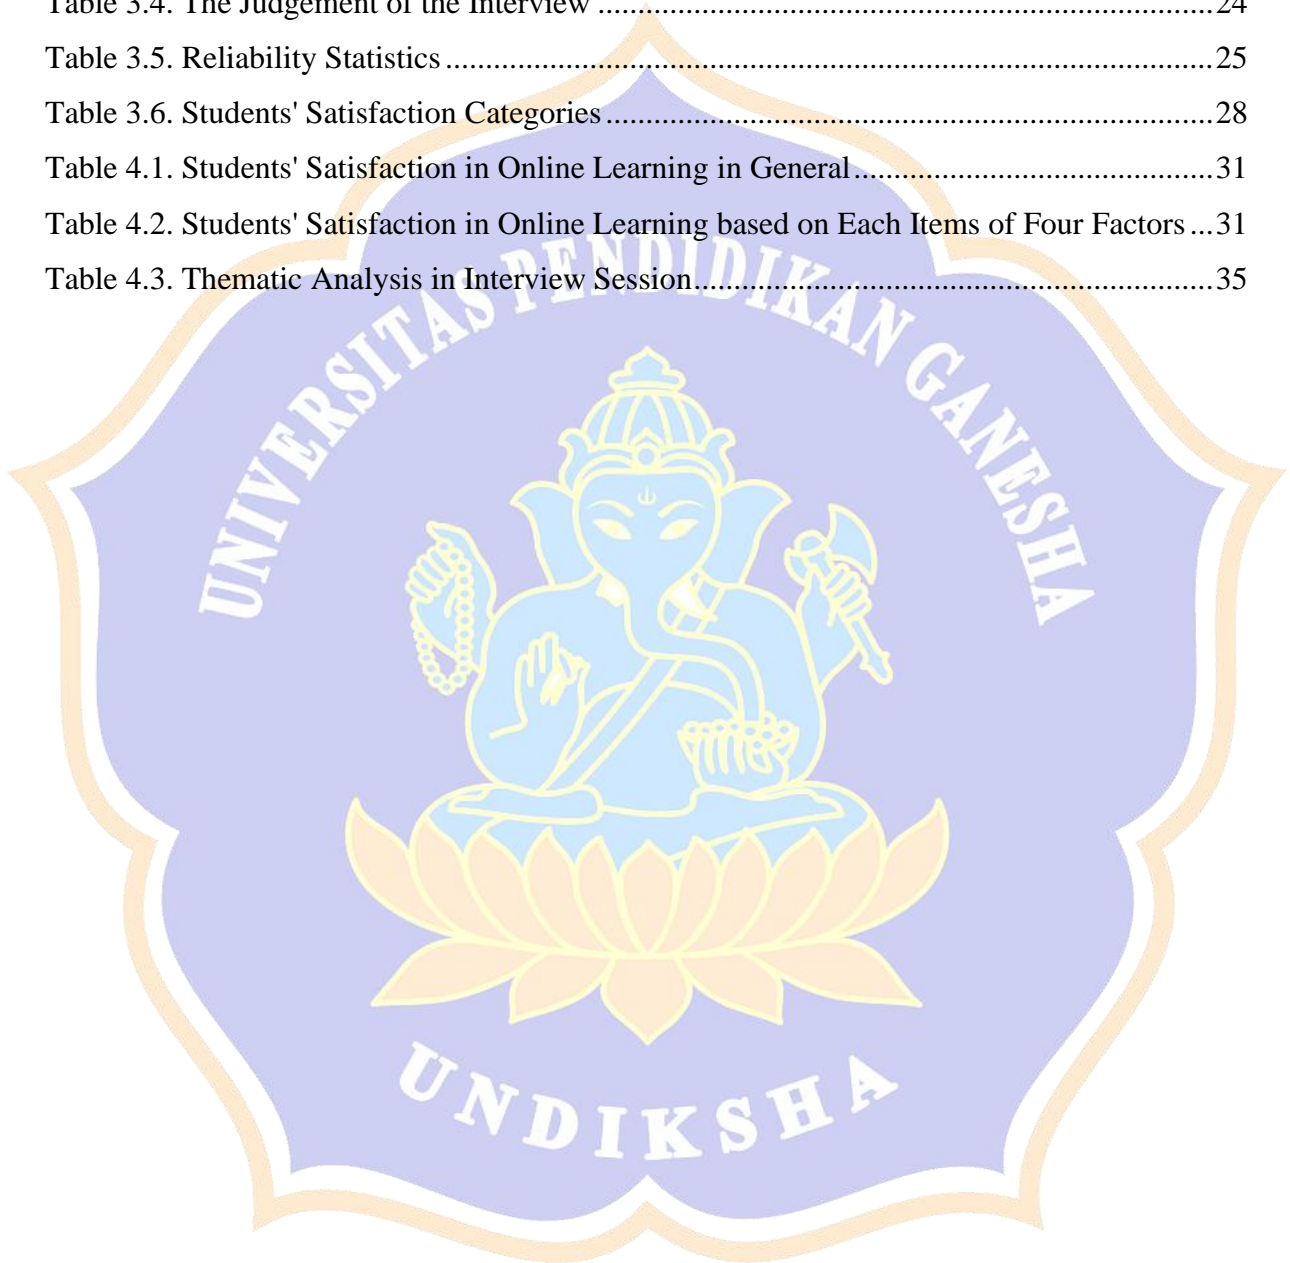 Table 3.4. The Judgement of the Interview ............................................................................24
Table 3.5. Reliability Statistics ...............................................................................................25
Table 3.6. Students' Satisfaction Categories ...........................................................................28
Table 4.1. Students' Satisfaction in Online Learning in General............................................31
Table 4.2. Students' Satisfaction in Online Learning based on Each Items of Four Factors ...31
Table 4.3. Thematic Analysis in Interview Session................................................................35
UNIVERSITAS PENDIDIKAN GANESHA
UNDIKSHA